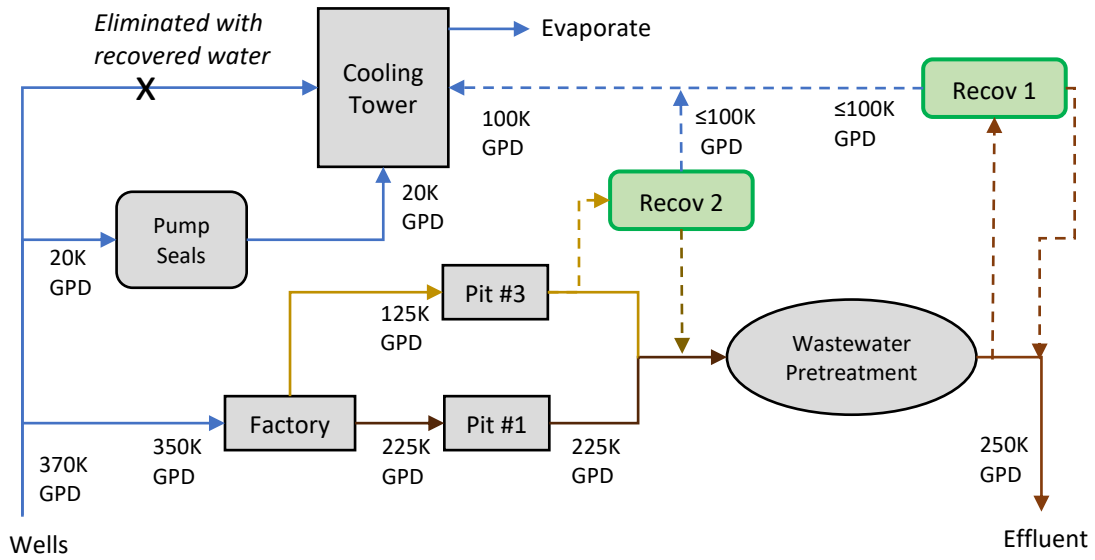 Eliminated with
recovered water
X
Cooling
Tower
Evaporate
100K
GPD
≤100K
GPD
≤100K
GPD
Recov 1
20K
GPD
Recov 2
Pump
Seals
20K
GPD
Pit #3
125K
GPD
Wastewater
Pretreatment
Factory
Pit #1
350K
GPD
225K
GPD
225K
GPD
250K
GPD
370K
GPD
Wells
Effluent